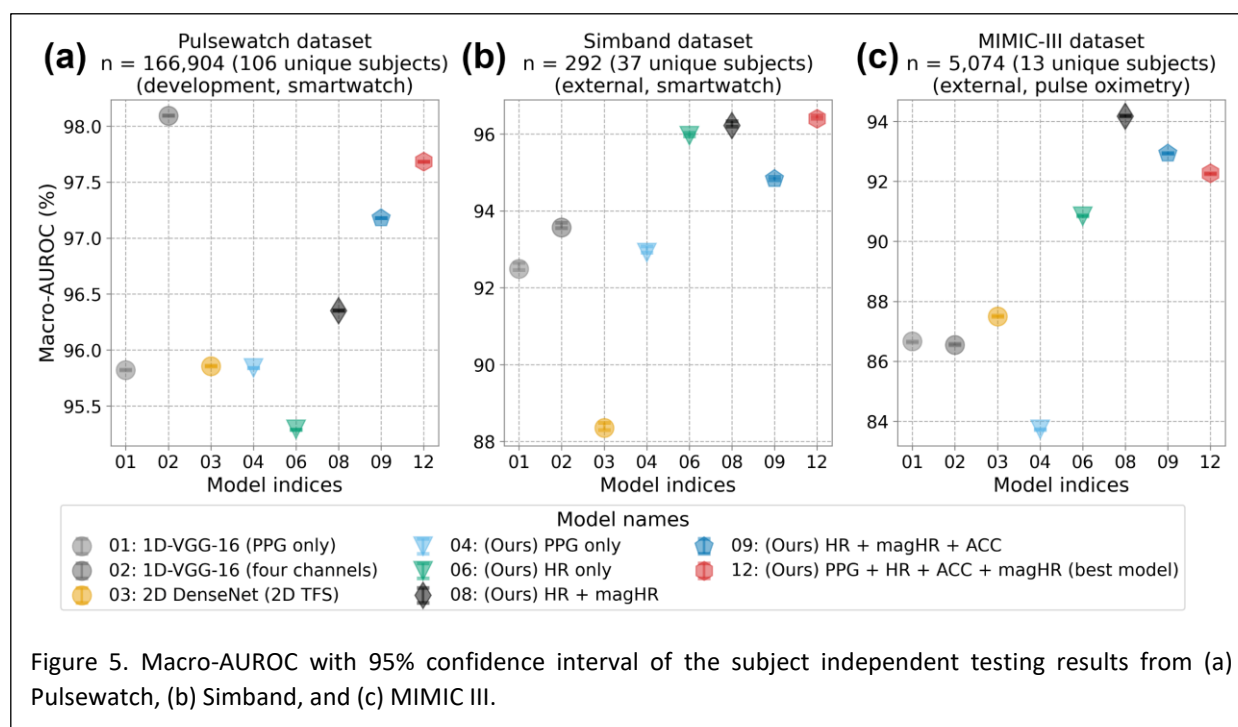 (a)
Pulsewatch dataset
n = 166,904 (106 unique subjects)
(development, smartwatch)
98.0
97.5
97.0
96.5
96.0
95.5
Macro-AUROC (%)
01 02 03 04 06 08 09 12
Model indices
(b)
Simband dataset
n = 292 (37 unique subjects)
(external, smartwatch)
96
94
92
90
88
01 02 03 04 06 08 09 12
Model indices
(c)
MIMIC-III dataset
n = 5,074 (13 unique subjects)
(external, pulse oximetry)
94
92
90
88
86
84
01 02 03 04 06 08 09 12
Model indices
Model names
01: 1D-VGG-16 (PPG only)
02: 1D-VGG-16 (four channels)
03: 2D DenseNet (2D TFS)
04: (Ours) PPG only
06: (Ours) HR only
08: (Ours) HR + magHR
09: (Ours) HR + magHR + ACC
12: (Ours) PPG + HR + ACC + magHR (best model)
Figure 5. Macro-AUROC with 95% confidence interval of the subject independent testing results from (a)
Pulsewatch, (b) Simband, and (c) MIMIC III.